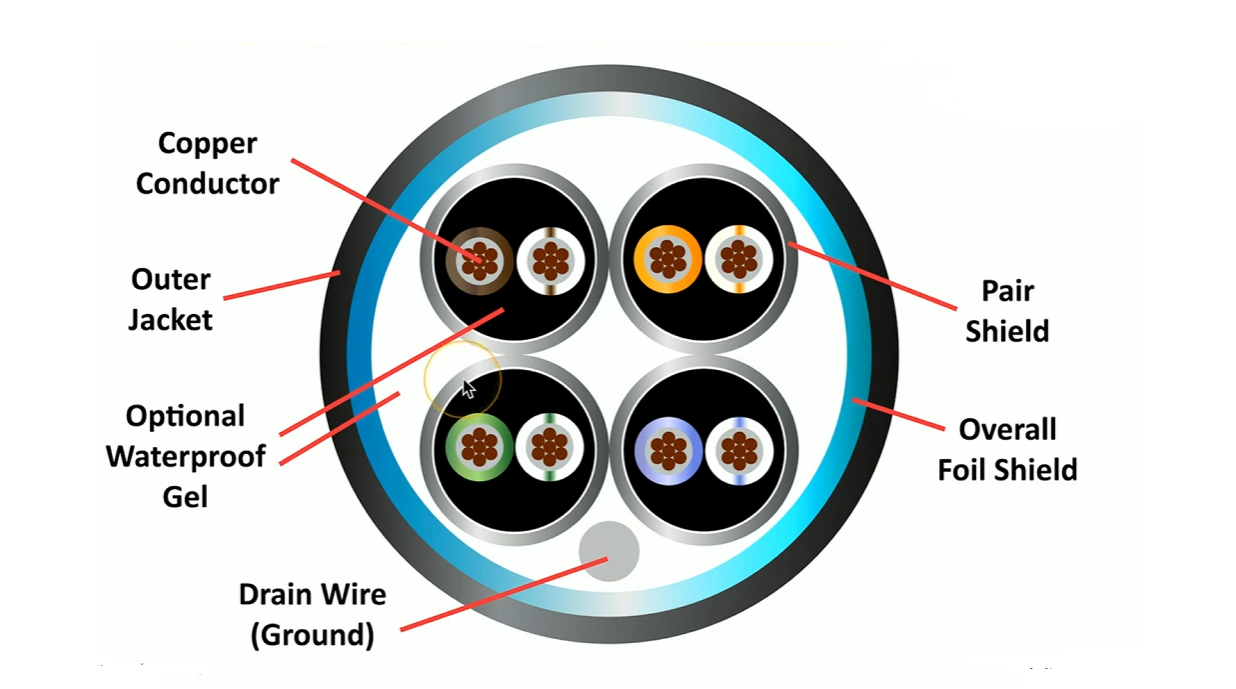 Copper
Conductor
Outer
Jacket
Optional
Waterproof
Gel
Drain Wire
(Ground)
Pair
Shield
Overall
Foil Shield